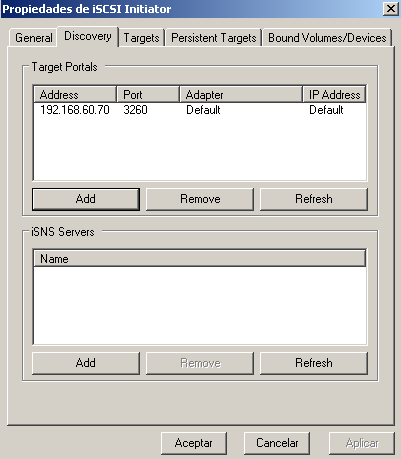 Propiedades de iSCSI Initiator
General Discovery Targets Persistent Targets Bound Volumes/Devices
Target Portals
Address Port Adapter IP Address
192.168.60.70 3260 Default Default
Add Remove Refresh
iSNS Servers
Name
Add Remove Refresh
Aceptar Cancelar Aplicar